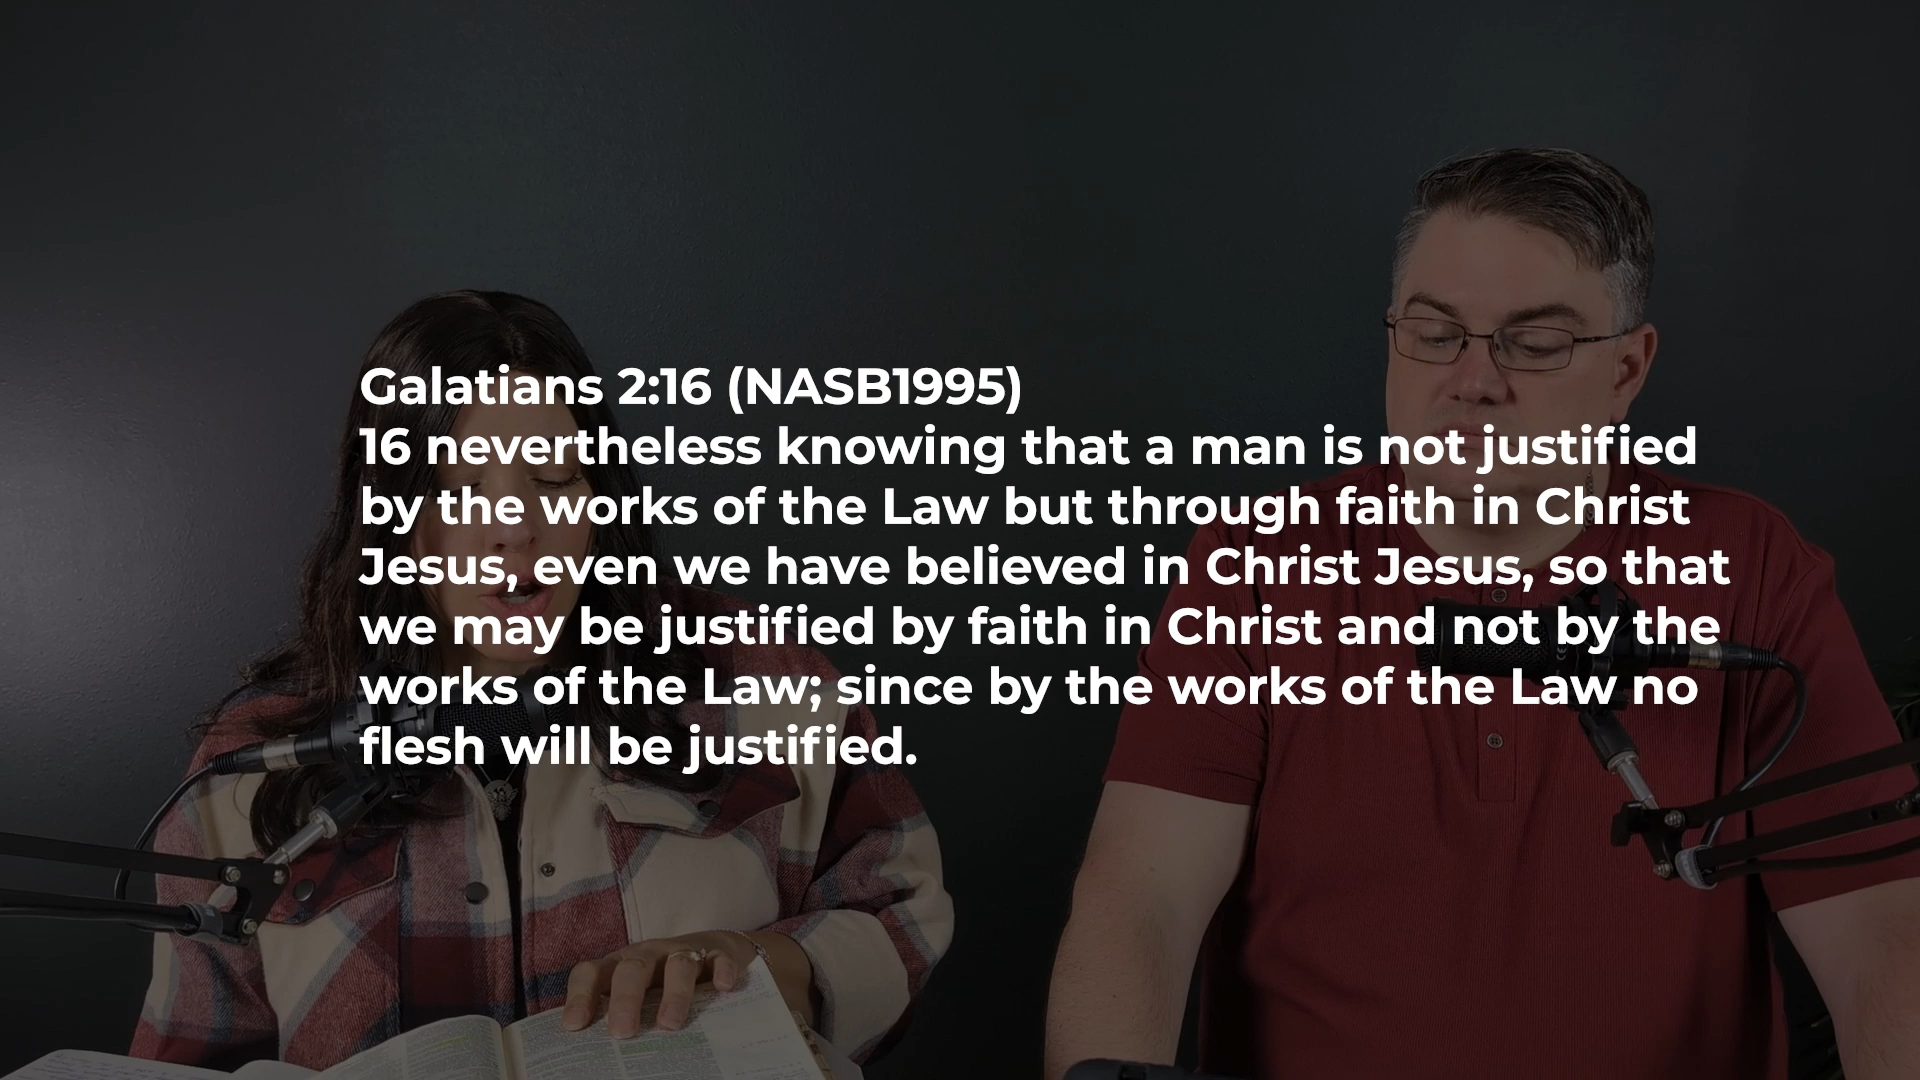 Galatians 2:16 (NASB1995)
16 nevertheless knowing that a man is not justified
by the works of the Law but through faith in Christ
Jesus, even we have believed in Christ Jesus, so that
we may be justified by faith in Christ and not by the
works of the Law; since by the works of the Law no
flesh will be justified.